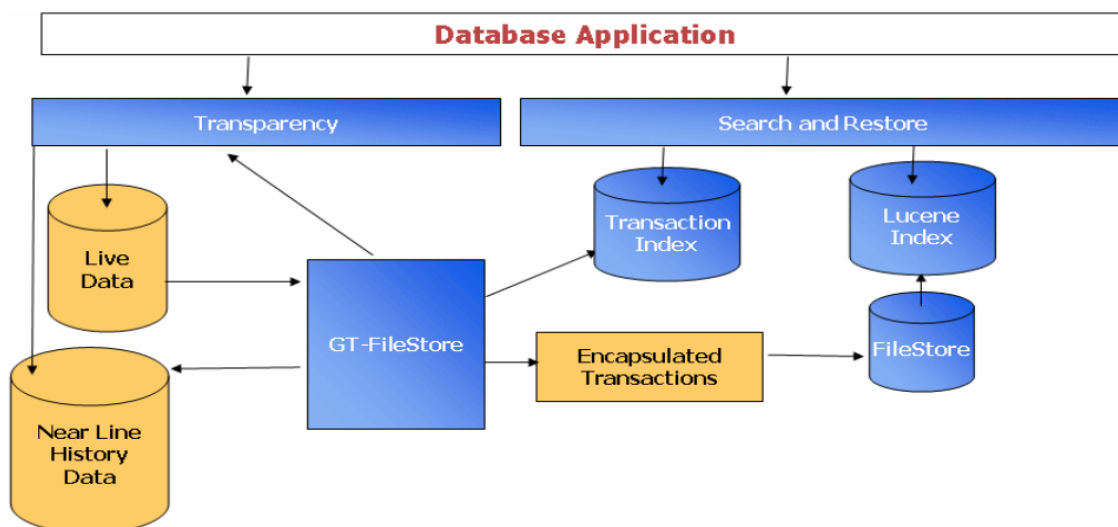 Database Application
Transparency
Search and Restore
Transaction
Index
Lucene
Index
Live
Data
GT-FileStore
Encapsulated
Transactions
FileStore
Near Line
History
Data